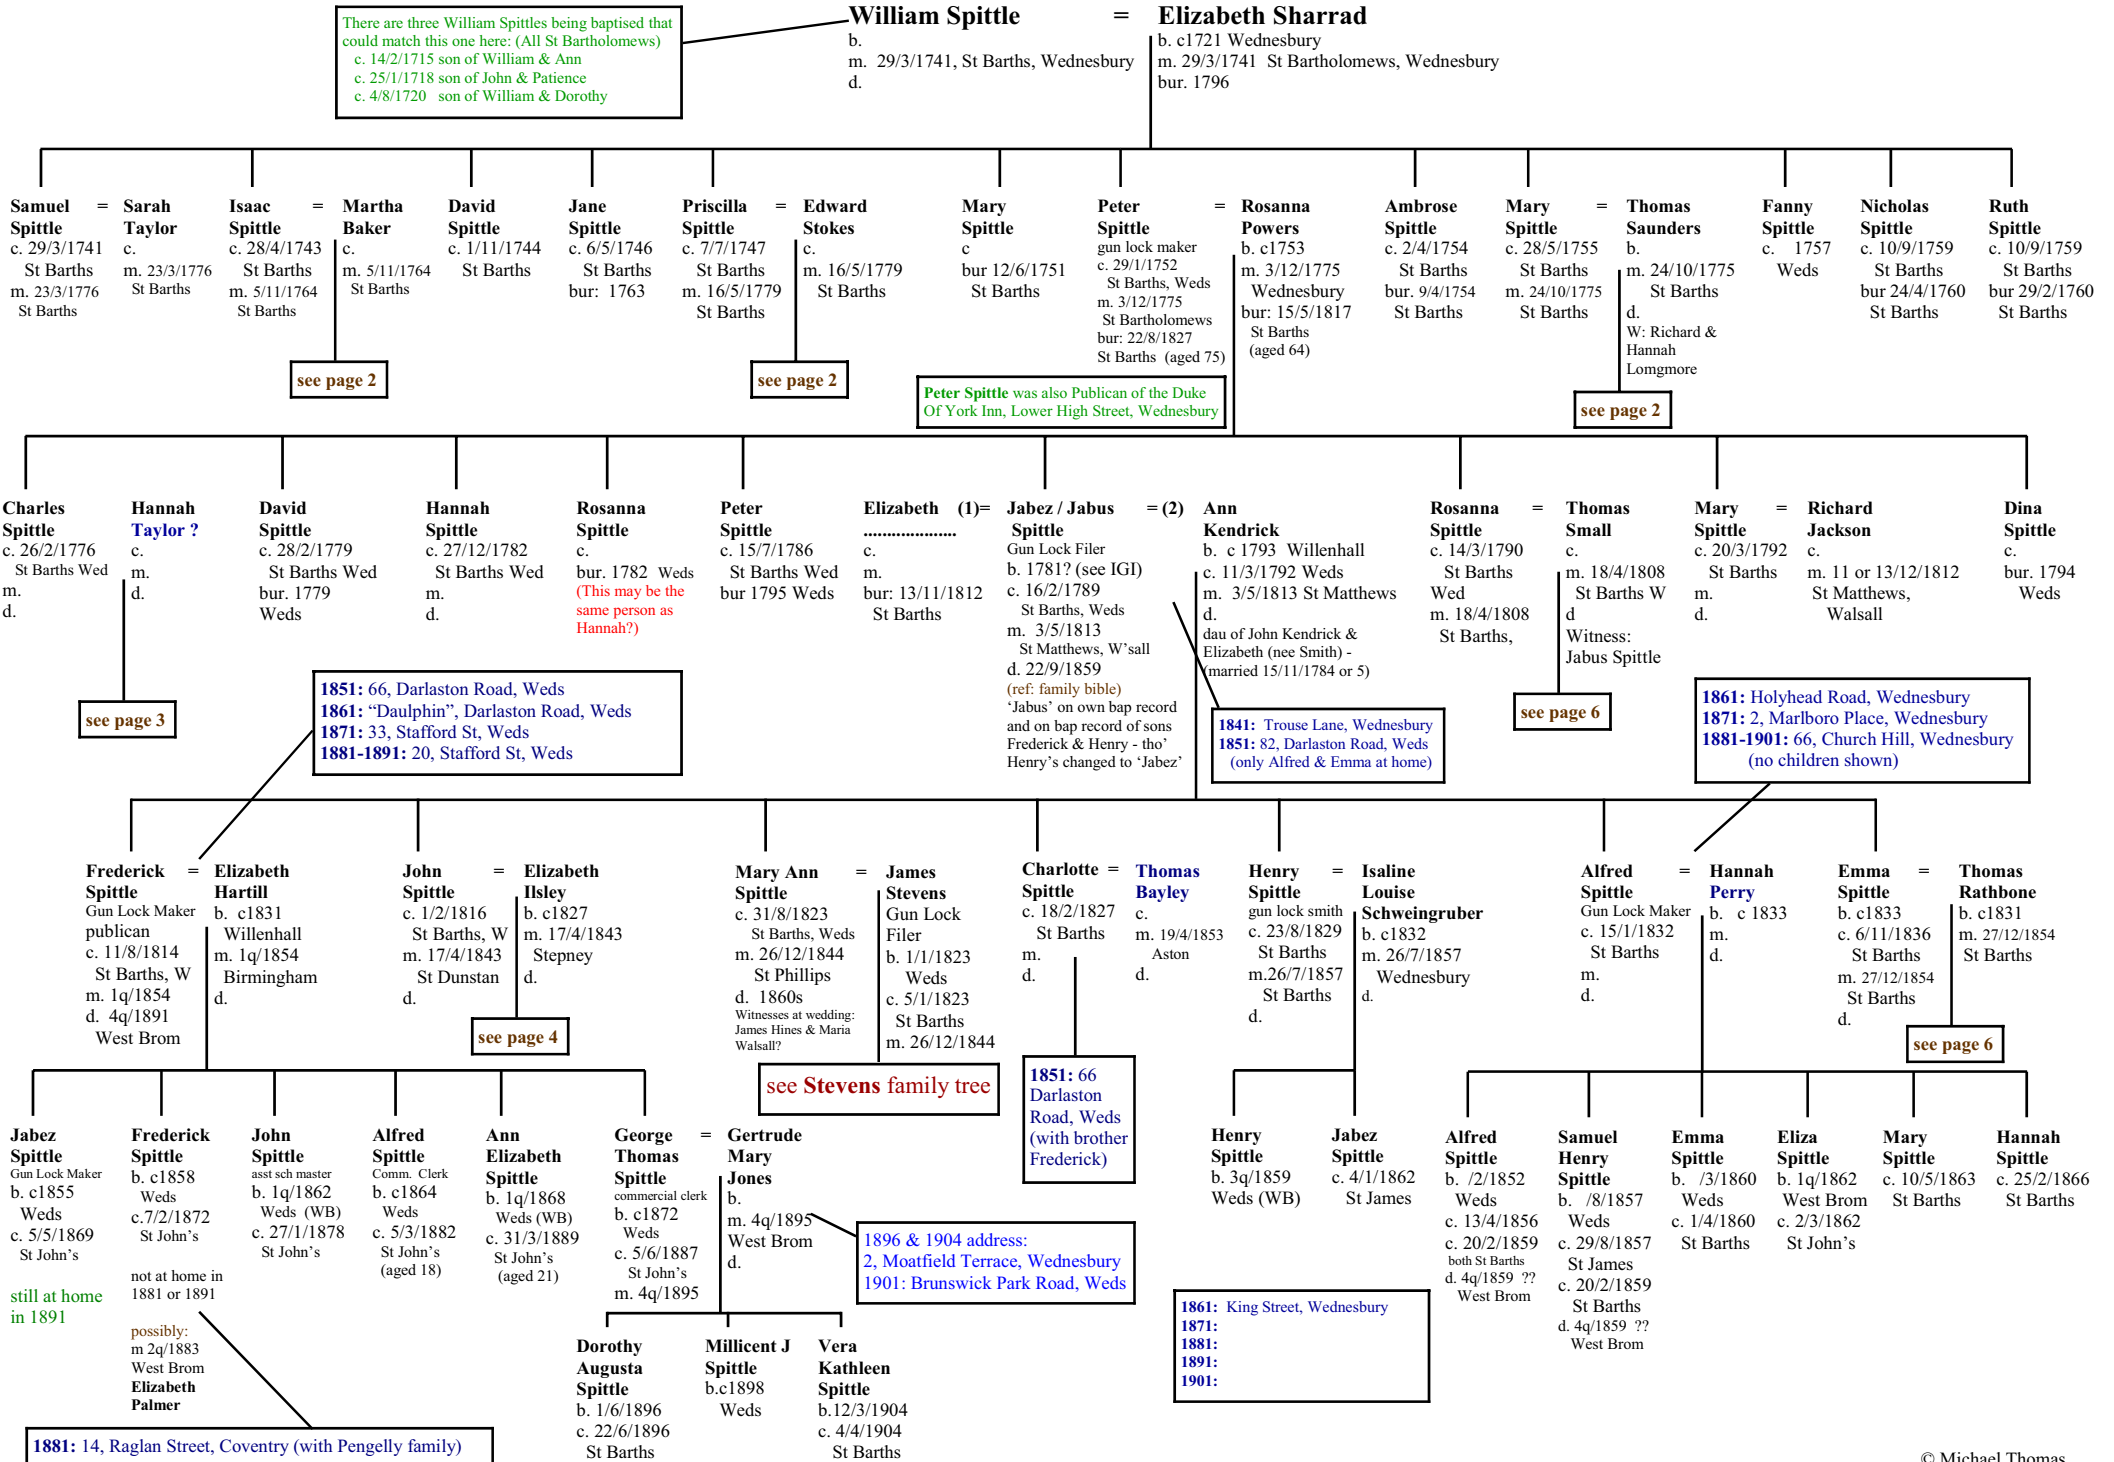 There are three William Spittles being baptised that
could match this one here: (All St Bartholomews)
c. 14/2/1715 son of William & Ann
c. 25/1/1718 son of John & Patience
c. 4/8/1720 son of William & Dorothy
William Spittle = Elizabeth Sharrad
b.
m. 29/3/1741, St Barths, Wednesbury
d.
b. c1721 Wednesbury
m. 29/3/1741 St Bartholomews, Wednesbury
bur. 1796
Samuel =
Spittle
c. 29/3/1741
St Barths
m. 23/3/1776
St Barths
Sarah
Taylor
c.
m. 23/3/1776
St Barths
Isaac =
Spittle
c. 28/4/1743
St Barths
m. 5/11/1764
St Barths
Martha
Baker
c.
m. 5/11/1764
St Barths
see page 2
David
Spittle
c. 1/11/1744
St Barths
Jane
Spittle
c. 6/5/1746
St Barths
bur: 1763
Priscilla =
Spittle
c. 7/7/1747
St Barths
m. 16/5/1779
St Barths
Edward
Stokes
c.
m. 16/5/1779
St Barths
see page 2
Mary
Spittle
c
bur 12/6/1751
St Barths
Peter =
Spittle
gun lock maker
c. 29/1/1752
St Barths, Weds
m. 3/12/1775
St Bartholomews
bur: 22/8/1827
St Barths (aged 75)
Rosanna
Powers
b. c1753
m. 3/12/1775
Wednesbury
bur: 15/5/1817
St Barths
(aged 64)
Peter Spittle was also Publican of the Duke
Of York Inn, Lower High Street, Wednesbury
Ambrose
Spittle
c. 2/4/1754
St Barths
bur. 9/4/1754
St Barths
Mary =
Spittle
c. 28/5/1755
St Barths
m. 24/10/1775
St Barths
Thomas
Saunders
b.
m. 24/10/1775
St Barths
d.
W: Richard &
Hannah
Lomgmore
see page 2
Fanny
Spittle
c. 1757
Weds
Nicholas
Spittle
c. 10/9/1759
St Barths
bur 24/4/1760
St Barths
Ruth
Spittle
c. 10/9/1759
St Barths
bur 29/2/1760
St Barths
Charles
Spittle
c. 26/2/1776
St Barths Wed
m.
d.
Hannah
Taylor ?
c.
m.
d.
see page 3
David
Spittle
c. 28/2/1779
St Barths Wed
bur. 1779
Weds
Hannah
Spittle
c. 27/12/1782
St Barths Wed
m.
d.
Rosanna
Spittle
c.
bur. 1782 Weds
(This may be the
same person as
Hannah?)
Peter
Spittle
c. 15/7/1786
St Barths Wed
bur 1795 Weds
Elizabeth (1)=
....................
c.
m.
bur: 13/11/1812
St Barths
Jabez / Jabus = (2)
Spittle
Gun Lock Filer
b. 1781? (see IGI)
c. 16/2/1789
St Barths, Weds
m. 3/5/1813
St Matthews, W'sall
d. 22/9/1859
(ref: family bible)
‘Jabus’ on own bap record
and on bap record of sons
Frederick & Henry - tho’
Henry’s changed to ‘Jabez’
Ann
Kendrick
b. c 1793 Willenhall
c. 11/3/1792 Weds
m. 3/5/1813 St Matthews
d.
dau of John Kendrick &
Elizabeth (nee Smith) -
(married 15/11/1784 or 5)
1841: Trouse Lane, Wednesbury
1851: 82, Darlaston Road, Weds
(only Alfred & Emma at home)
Rosanna =
Spittle
c. 14/3/1790
St Barths
Wed
m. 18/4/1808
St Barths,
Thomas
Small
c.
m. 18/4/1808
St Barths W
d
Witness:
Jabus Spittle
see page 6
Mary =
Spittle
c. 20/3/1792
St Barths
m.
d.
Richard
Jackson
c.
m. 11 or 13/12/1812
St Matthews,
Walsall
Dina
Spittle
c.
bur. 1794
Weds
1851: 66, Darlaston Road, Weds
1861: “Daulphin”, Darlaston Road, Weds
1871: 33, Stafford St, Weds
1881-1891: 20, Stafford St, Weds
1861: Holyhead Road, Wednesbury
1871: 2, Marlboro Place, Wednesbury
1881-1901: 66, Church Hill, Wednesbury
(no children shown)
Frederick =
Spittle
Gun Lock Maker
publican
c. 11/8/1814
St Barths, W
m. 1q/1854
d. 4q/1891
West Brom
Elizabeth
Hartill
b. c1831
Willenhall
m. 1q/1854
Birmingham
d.
John =
Spittle
c. 1/2/1816
St Barths, W
m. 17/4/1843
St Dunstan
d.
Elizabeth
Ilsley
b. c1827
m. 17/4/1843
Stepney
d.
see page 4
Mary Ann =
Spittle
c. 31/8/1823
St Barths, Weds
m. 26/12/1844
St Phillips
d. 1860s
Witnesses at wedding:
James Hines & Maria
Walsall?
James
Stevens
Gun Lock
Filer
b. 1/1/1823
Weds
c. 5/1/1823
St Barths
m. 26/12/1844
see Stevens family tree
Charlotte =
Spittle
c. 18/2/1827
St Barths
m.
d.
Thomas
Bayley
c.
m. 19/4/1853
Aston
d.
1851: 66
Darlaston
Road, Weds
(with brother
Frederick)
Henry =
Spittle
gun lock smith
c. 23/8/1829
St Barths
m.26/7/1857
St Barths
d.
Isaline
Louise
Schweingruber
b. c1832
m. 26/7/1857
Wednesbury
d.
Alfred =
Spittle
Gun Lock Maker
c. 15/1/1832
St Barths
m.
d.
Hannah
Perry
b. c 1833
m.
d.
Emma =
Spittle
b. c1833
c. 6/11/1836
St Barths
m. 27/12/1854
St Barths
d.
Thomas
Rathbone
b. c1831
m. 27/12/1854
St Barths
see page 6
Jabez
Spittle
Gun Lock Maker
b. c1855
Weds
c. 5/5/1869
St John’s
still at home
in 1891
Frederick
Spittle
b. c1858
Weds
c.7/2/1872
St John’s
not at home in
1881 or 1891
possibly:
m 2q/1883
West Brom
Elizabeth
Palmer
1881: 14, Raglan Street, Coventry (with Pengelly family)
John
Spittle
asst sch master
b. 1q/1862
Weds (WB)
c. 27/1/1878
St John’s
Alfred
Spittle
Comm. Clerk
b. c1864
Weds
c. 5/3/1882
St John’s
(aged 18)
Ann
Elizabeth
Spittle
b. 1q/1868
Weds (WB)
c. 31/3/1889
St John’s
(aged 21)
George =
Thomas
Spittle
commercial clerk
b. c1872
Weds
c. 5/6/1887
St John’s
m. 4q/1895
Gertrude
Mary
Jones
b.
m. 4q/1895
West Brom
d.
1896 & 1904 address:
2, Moatfield Terrace, Wednesbury
1901: Brunswick Park Road, Weds
Dorothy
Augusta
Spittle
b. 1/6/1896
c. 22/6/1896
St Barths
Millicent J
Spittle
b.c1898
Weds
Vera
Kathleen
Spittle
b.12/3/1904
c. 4/4/1904
St Barths
Henry
Spittle
b. 3q/1859
Weds (WB)
Jabez
Spittle
c. 4/1/1862
St James
1861: King Street, Wednesbury
1871:
1881:
1891:
1901:
Alfred
Spittle
b. /2/1852
Weds
c. 13/4/1856
c. 20/2/1859
both St Barths
d. 4q/1859 ??
West Brom
Samuel
Henry
Spittle
b. /8/1857
Weds
c. 29/8/1857
St James
c. 20/2/1859
St Barths
d. 4q/1859 ??
West Brom
Emma
Spittle
b. /3/1860
Weds
c. 1/4/1860
St Barths
Eliza
Spittle
b. 1q/1862
West Brom
c. 2/3/1862
St John’s
Mary
Spittle
c. 10/5/1863
St Barths
Hannah
Spittle
c. 25/2/1866
St Barths
© Michael Thomas